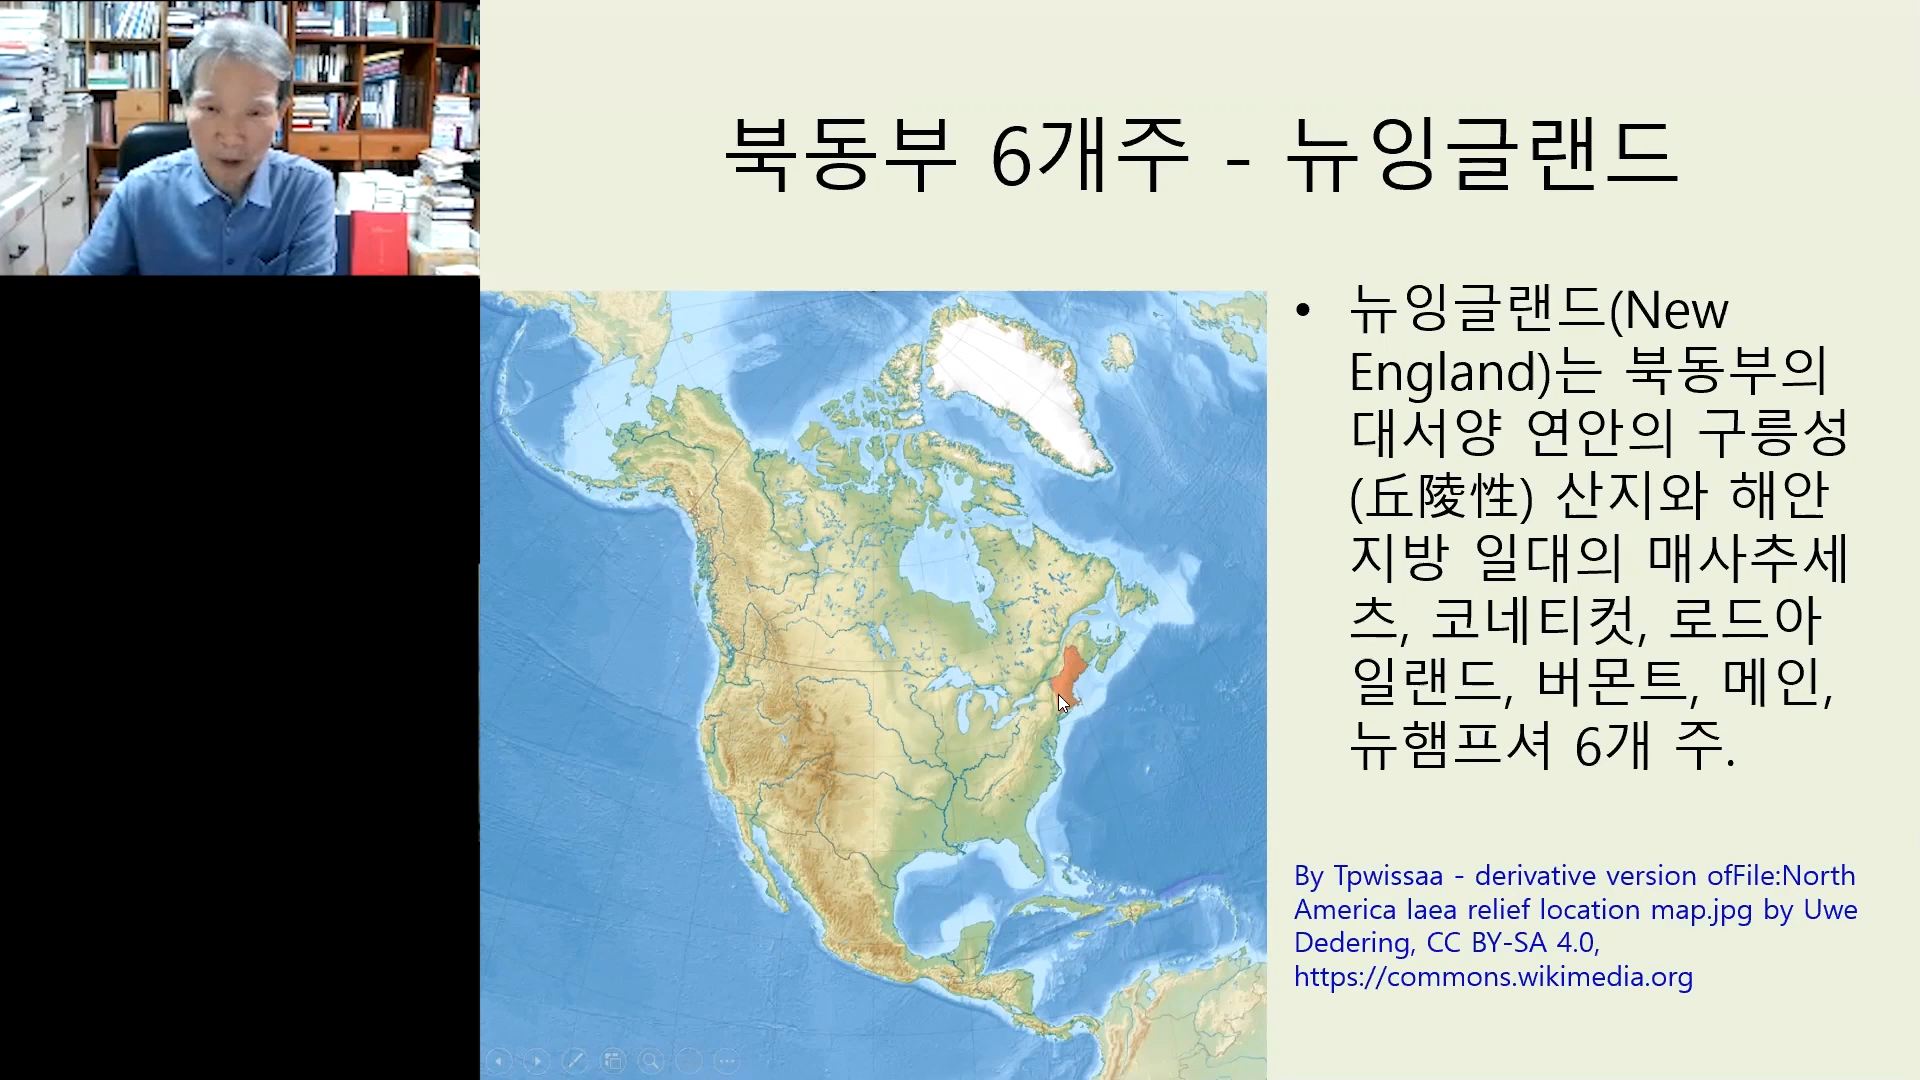 북동부 6개주 - 뉴잉글랜드
• 뉴잉글랜드(New
England)는 북동부의
대서양 연안의 구릉성
(丘陵性) 산지와 해안
지방 일대의 매사추세
츠, 코네티컷, 로드아
일랜드, 버몬트, 메인,
뉴햄프셔 6개 주.
By Tpwissaa - derivative version ofFile:North
America laea relief location map.jpg by Uwe
Dedering, CC BY-SA 4.0,
https://commons.wikimedia.org